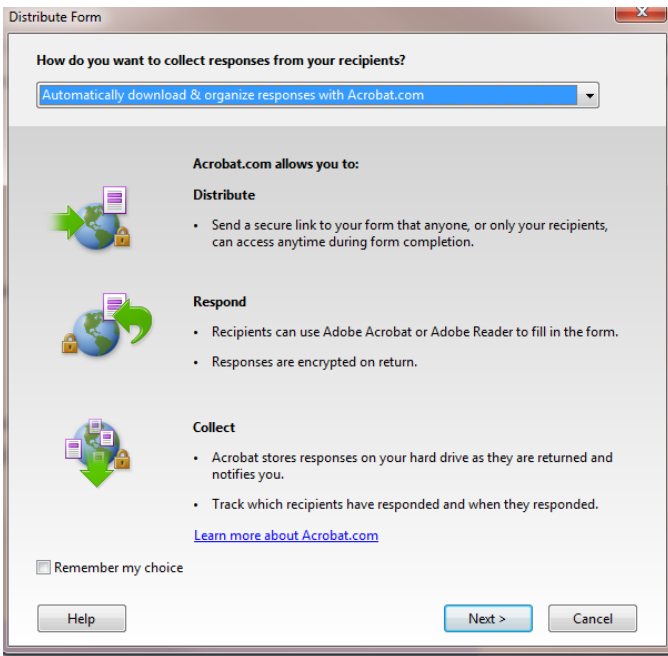 Distribute Form
How do you want to collect responses from your recipients?
Automatically download & organize responses with Acrobat.com
Acrobat.com allows you to:
Distribute
• Send a secure link to your form that anyone, or only your recipients,
can access anytime during form completion.
Respond
• Recipients can use Adobe Acrobat or Adobe Reader to fill in the form.
• Responses are encrypted on return.
Collect
• Acrobat stores responses on your hard drive as they are returned and
notifies you.
• Track which recipients have responded and when they responded.
Learn more about Acrobat.com
Remember my choice
Help
Next >
Cancel